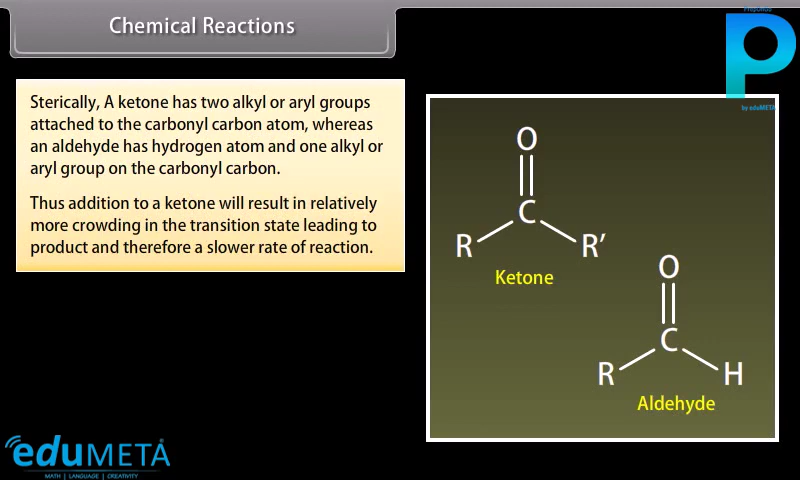 Chemical Reactions
Prignanos
P
by eduMETA
Sterically, A ketone has two alkyl or aryl groups
attached to the carbonyl carbon atom, whereas
an aldehyde has hydrogen atom and one alkyl or
aryl group on the carbonyl carbon.
Thus addition to a ketone will result in relatively
more crowding in the transition state leading to
product and therefore a slower rate of reaction.
O
C
R R′
Ketone
O
C
R H
Aldehyde
eduMETA
MATH | LANGUAGE | CREATIVITY